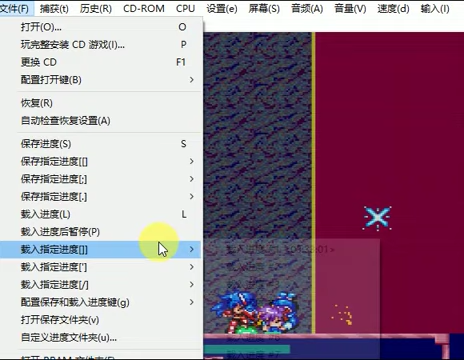 文件(F) 捕获(t) 历史(R) CD-ROM CPU 设置(e) 屏幕(S) 音频(A) 音量(V) 速度(d) 输入(I)
打开(O)... O
玩完整安装 CD 游戏(I)... P
更换 CD F1
配置打开键(B)
恢复(R)
自动检查恢复设置(A)
保存进度(S) S
保存指定进度([]
保存指定进度(;]
保存指定进度(,]
载入进度(L) L
载入进度后暂停(P)
载入指定进度(]]
载入指定进度(']
载入指定进度(/]
配置保存和载入进度键(g)
打开保存文件夹(v)
自定义进度文件夹(u)...